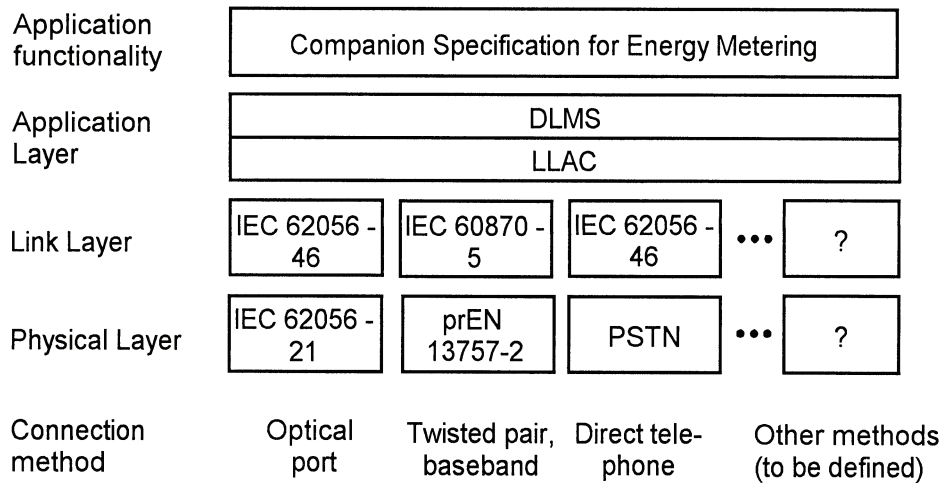 Application
functionality
Companion Specification for Energy Metering
Application
Layer
DLMS
LLAC
Link Layer
IEC 62056 -
46
IEC 60870 -
5
IEC 62056 -
46
•••
?
Physical Layer
IEC 62056 -
21
prEN
13757-2
PSTN
•••
?
Connection
method
Optical
port
Twisted pair,
baseband
Direct tele-
phone
Other methods
(to be defined)